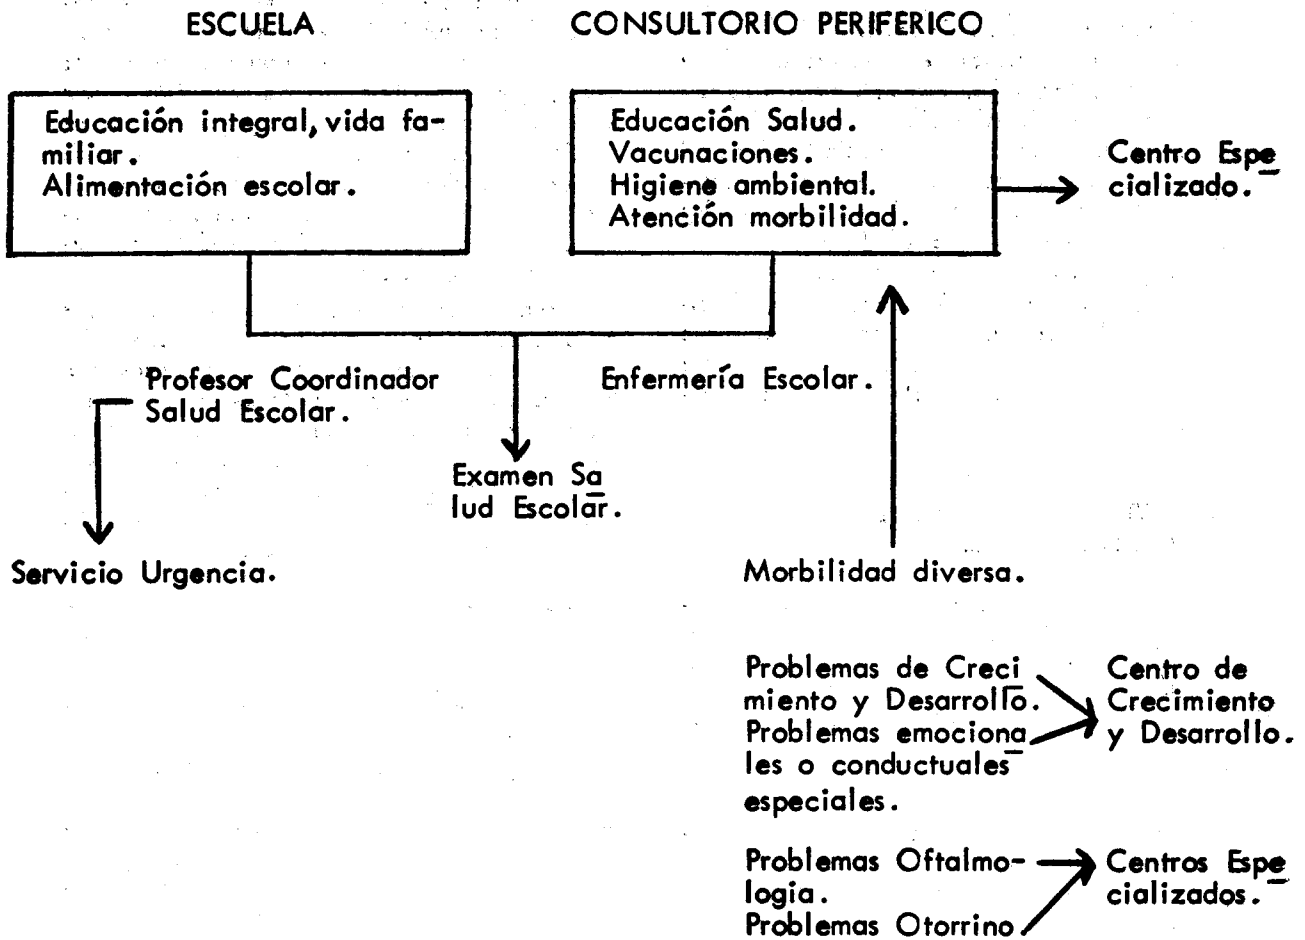 ESCUELA
CONSULTORIO PERIFERICO
Educación integral, vida fa-
miliar.
Alimentación escolar.
Educación Salud.
Vacunaciones.
Higiene ambiental.
Atención morbilidad.
Centro Espe
cializado.
Profesor Coordinador
Salud Escolar.
Enfermería Escolar.
Examen Sa
lud Escolar.
Servicio Urgencia.
Morbilidad diversa.
Problemas de Creci
miento y Desarrollo.
Problemas emociona
les o conductuales
especiales.
Centro de
Crecimiento
y Desarrollo.
Problemas Oftalmo-
logia.
Problemas Otorrino
Centros Espe
cializados.